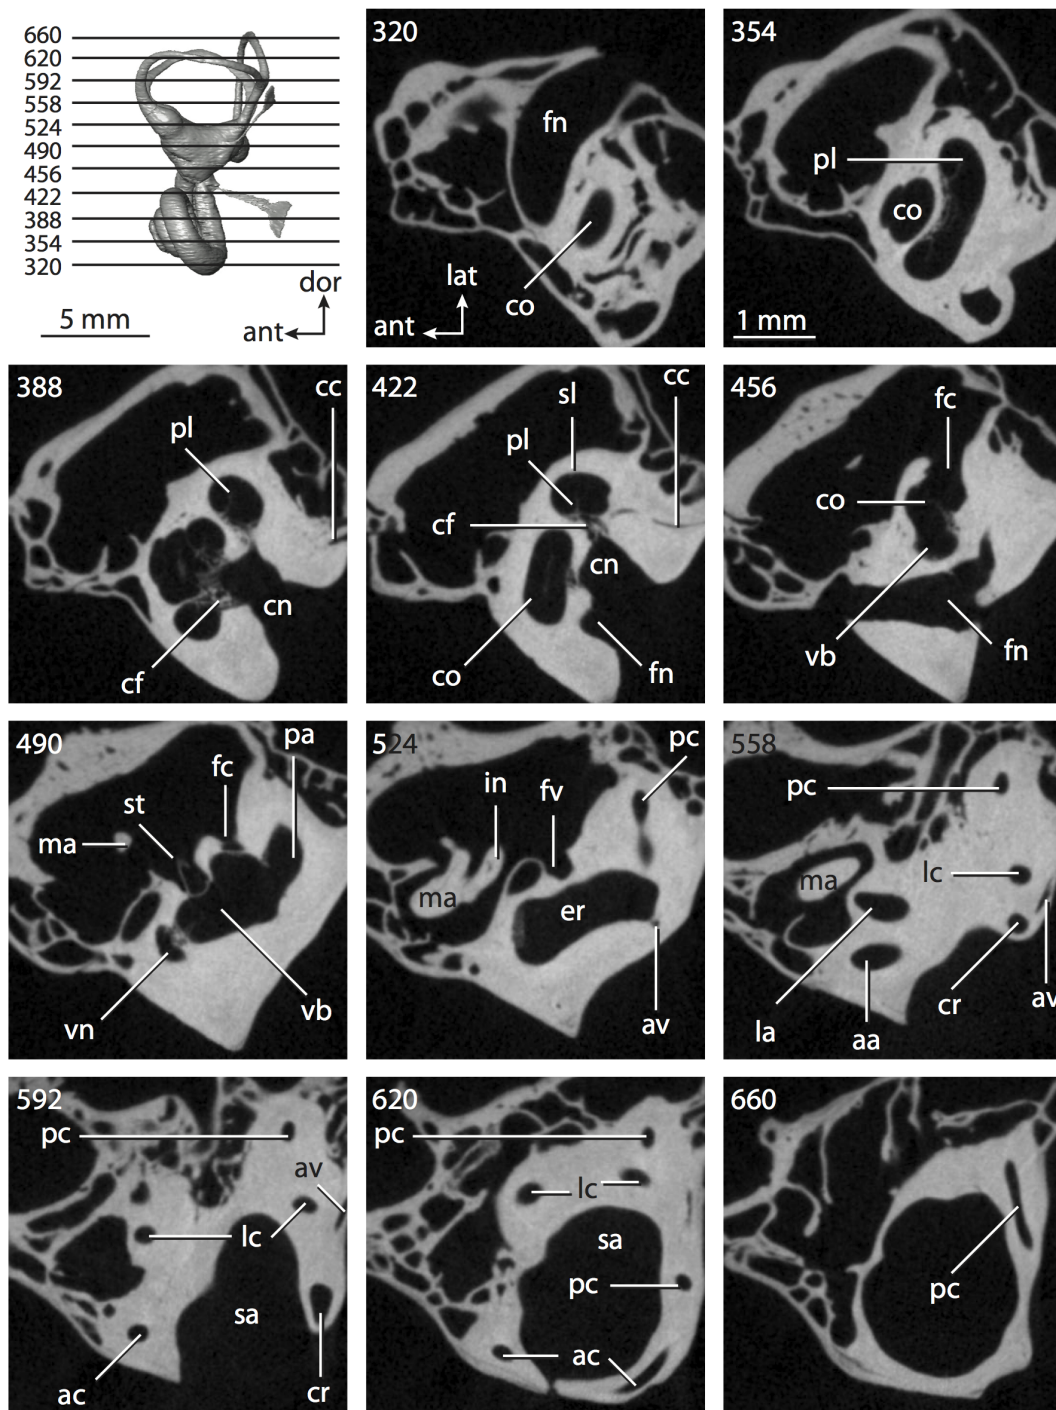 660
620
592
558
524
490
456
422
388
354
320
dor
ant
5 mm
320
fn
lat
ant
co
354
pl
co
1 mm
388
cc
pl
cn
cf
422
cc
sl
pl
cf
cn
co
fn
456
fc
co
vb
fn
490
pa
fc
st
ma
vn
vb
524
pc
in
fv
ma
er
av
558
pc
lc
ma
la
aa
cr
av
592
pc
av
lc
sa
ac
cr
620
pc
lc
sa
pc
ac
660
pc